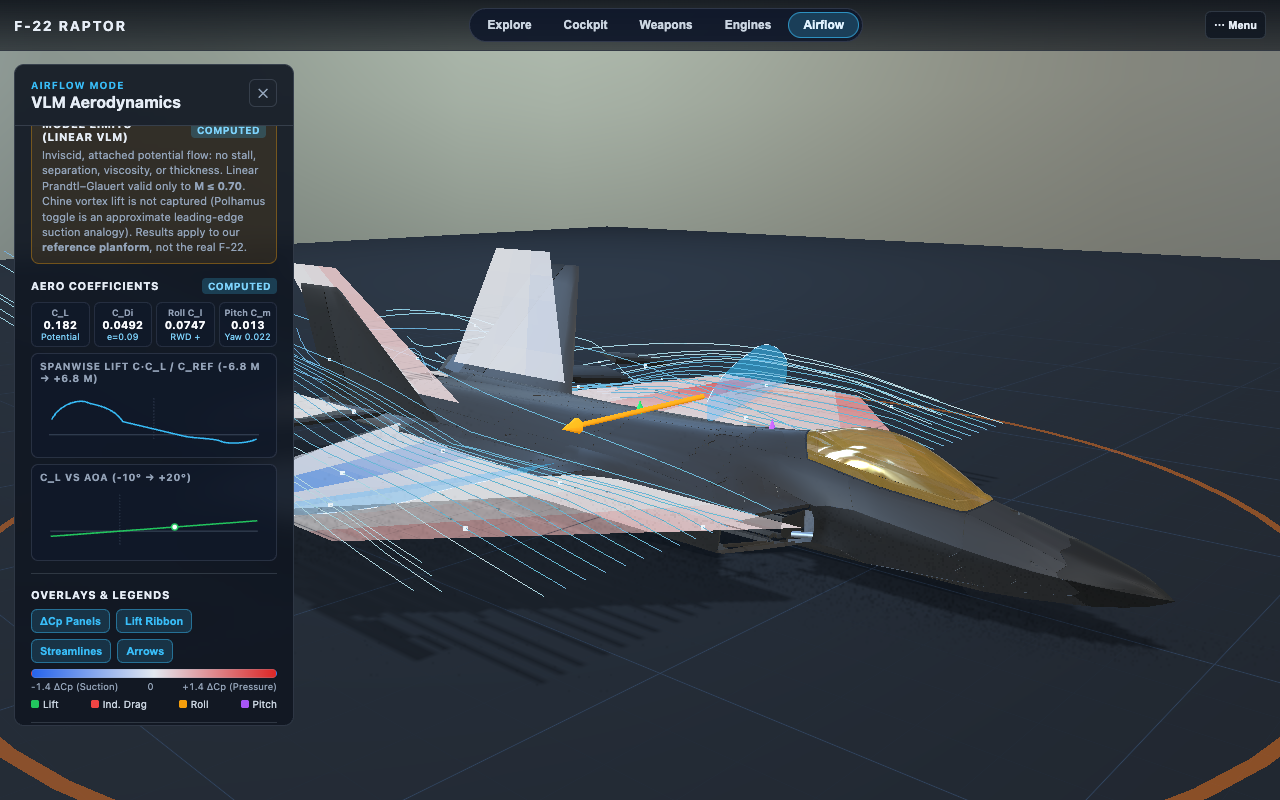 F-22 RAPTOR
Explore
Cockpit
Weapons
Engines
Airflow
··· Menu
AIRFLOW MODE
VLM Aerodynamics
MODEL LIMITS
(LINEAR VLM)
COMPUTED
Inviscid, attached potential flow: no stall,
separation, viscosity, or thickness. Linear
Prandtl–Glauert valid only to M ≤ 0.70.
Chine vortex lift is not captured (Polhamus
toggle is an approximate leading-edge
suction analogy). Results apply to our
reference planform, not the real F-22.
AERO COEFFICIENTS
COMPUTED
C_L
0.182
Potential
C_Di
0.0492
e=0.09
Roll C_l
0.0747
RWD +
Pitch C_m
0.013
Yaw 0.022
SPANWISE LIFT C·C_L / C_REF (-6.8 M
→ +6.8 M)
C_L VS AOA (-10° → +20°)
OVERLAYS & LEGENDS
ΔCp Panels
Lift Ribbon
Streamlines
Arrows
-1.4 ΔCp (Suction)
0
+1.4 ΔCp (Pressure)
Lift
Ind. Drag
Roll
Pitch